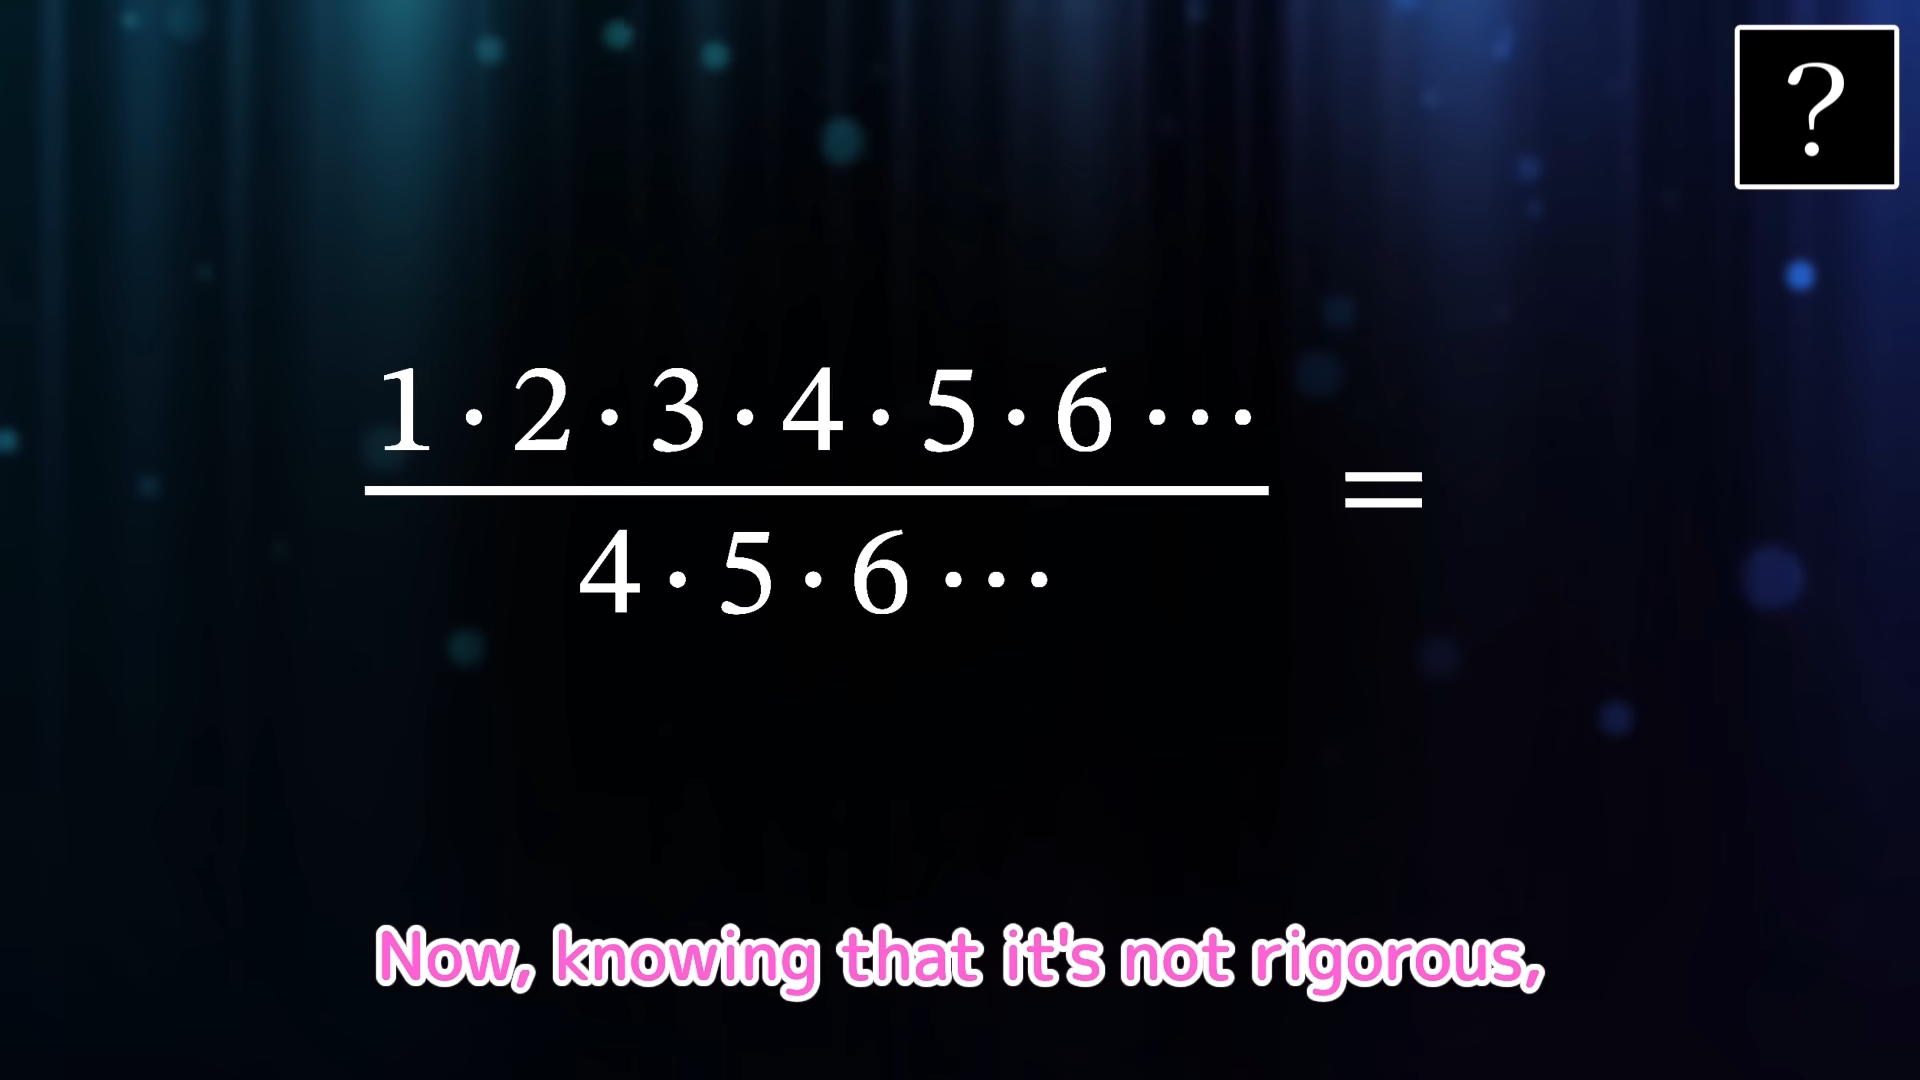 ?
1 · 2 · 3 · 4 · 5 · 6 ···
4 · 5 · 6 ···
=
Now, knowing that it's not rigorous,